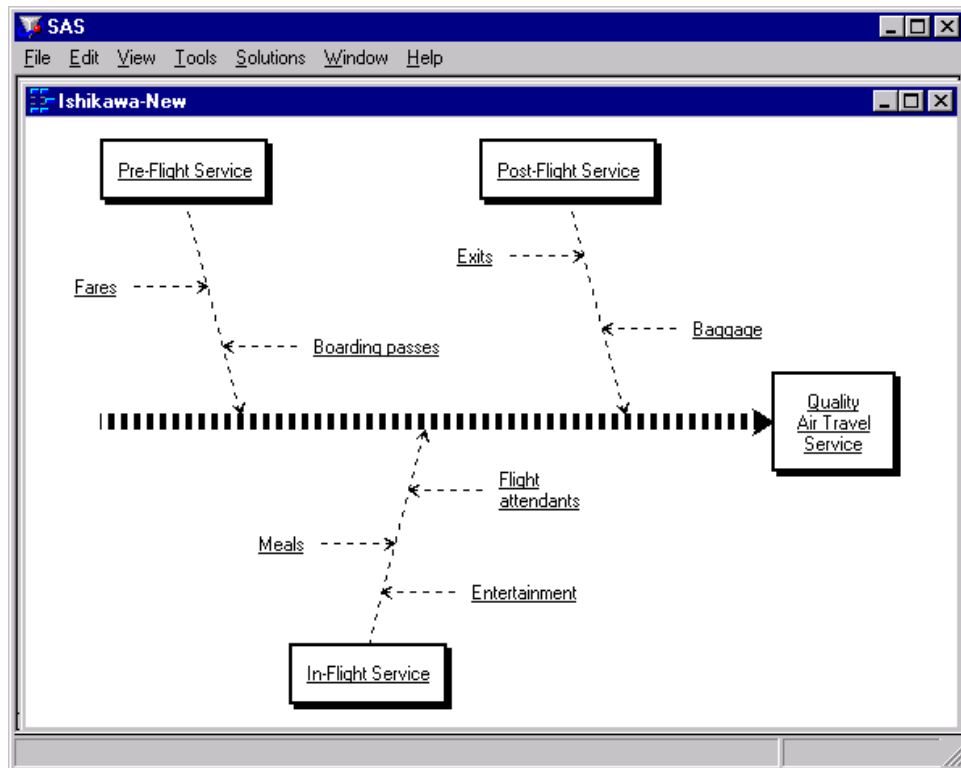 SAS
File Edit View Tools Solutions Window Help
Ishikawa-New
Pre-Flight Service
Post-Flight Service
Exits
Fares
Baggage
Boarding passes
Quality
Air Travel
Service
Flight
attendants
Meals
Entertainment
In-Flight Service